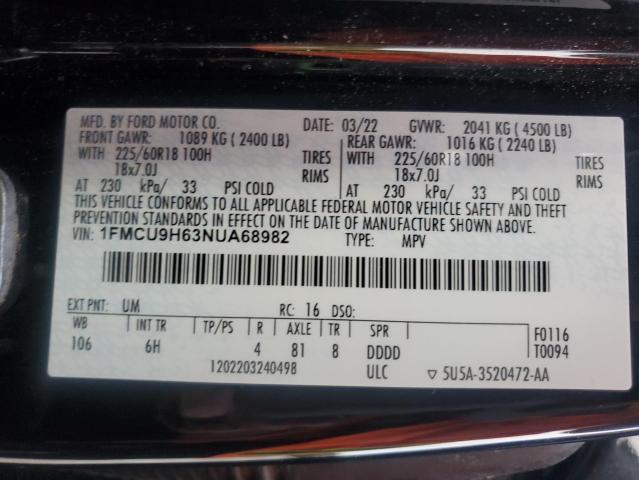 MFD. BY FORD MOTOR CO. DATE: 03/22 GVWR: 2041 KG ( 4500 LB)
FRONT GAWR: 1089 KG ( 2400 LB) REAR GAWR: 1016 KG ( 2240 LB)
WITH 225/60R18 100H TIRES WITH 225/60R18 100H TIRES
18x7.0J RIMS 18x7.0J RIMS
AT 230 kPa/ 33 PSI COLD AT 230 kPa/ 33 PSI COLD
THIS VEHICLE CONFORMS TO ALL APPLICABLE FEDERAL MOTOR VEHICLE SAFETY AND THEFT
PREVENTION STANDARDS IN EFFECT ON THE DATE OF MANUFACTURE SHOWN ABOVE.
VIN: 1FMCU9H63NUA68982 TYPE: MPV
EXT PNT: UM RC: 16 DSO:
WB INT TR TP/PS R AXLE TR SPR F0116
106 6H 4 81 8 DDDD T0094
1202203240498 ULC ▽ 5U5A-3520472-AA